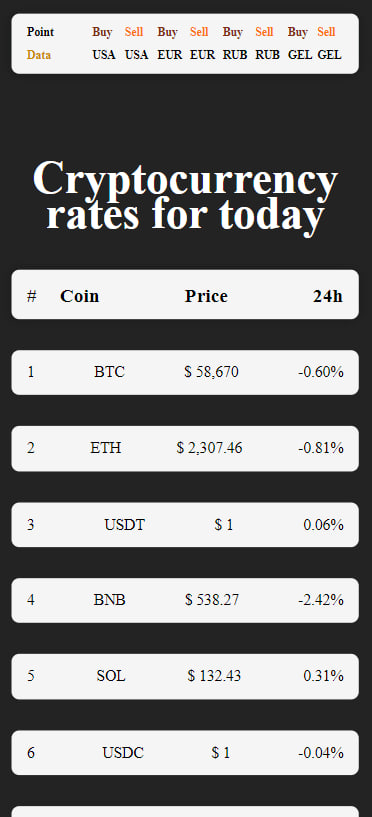 Point Buy Sell Buy Sell Buy Sell Buy Sell
Data USA USA EUR EUR RUB RUB GEL GEL
Cryptocurrency
rates for today
# Coin Price 24h
1 BTC $ 58,670 -0.60%
2 ETH $ 2,307.46 -0.81%
3 USDT $ 1 0.06%
4 BNB $ 538.27 -2.42%
5 SOL $ 132.43 0.31%
6 USDC $ 1 -0.04%